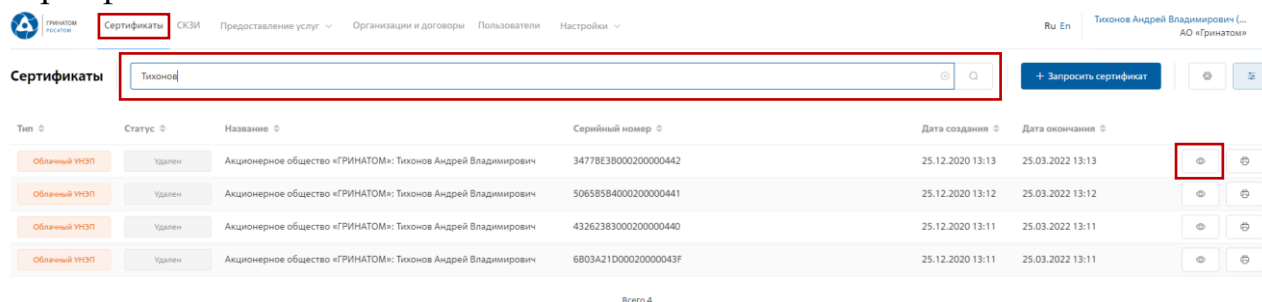 ГРИНАТОМ
РОСАТОМ
Сертификаты СКЗИ Предоставление услуг Организации и договоры Пользователи Настройки Ru En Тихонов Андрей Владимирович (...
АО «Гринатом»
Сертификаты Тихонов + Запросить сертификат
Тип Статус Название Серийный номер Дата создания Дата окончания
Облачный УНЭП Удален Акционерное общество «ГРИНАТОМ»: Тихонов Андрей Владимирович 3477BE3B000200000442 25.12.2020 13:13 25.03.2022 13:13
Облачный УНЭП Удален Акционерное общество «ГРИНАТОМ»: Тихонов Андрей Владимирович 5065B5B4000200000441 25.12.2020 13:12 25.03.2022 13:12
Облачный УНЭП Удален Акционерное общество «ГРИНАТОМ»: Тихонов Андрей Владимирович 43262383000200000440 25.12.2020 13:11 25.03.2022 13:11
Облачный УНЭП Удален Акционерное общество «ГРИНАТОМ»: Тихонов Андрей Владимирович 6B03A21D00020000043F 25.12.2020 13:11 25.03.2022 13:11
Всего 4